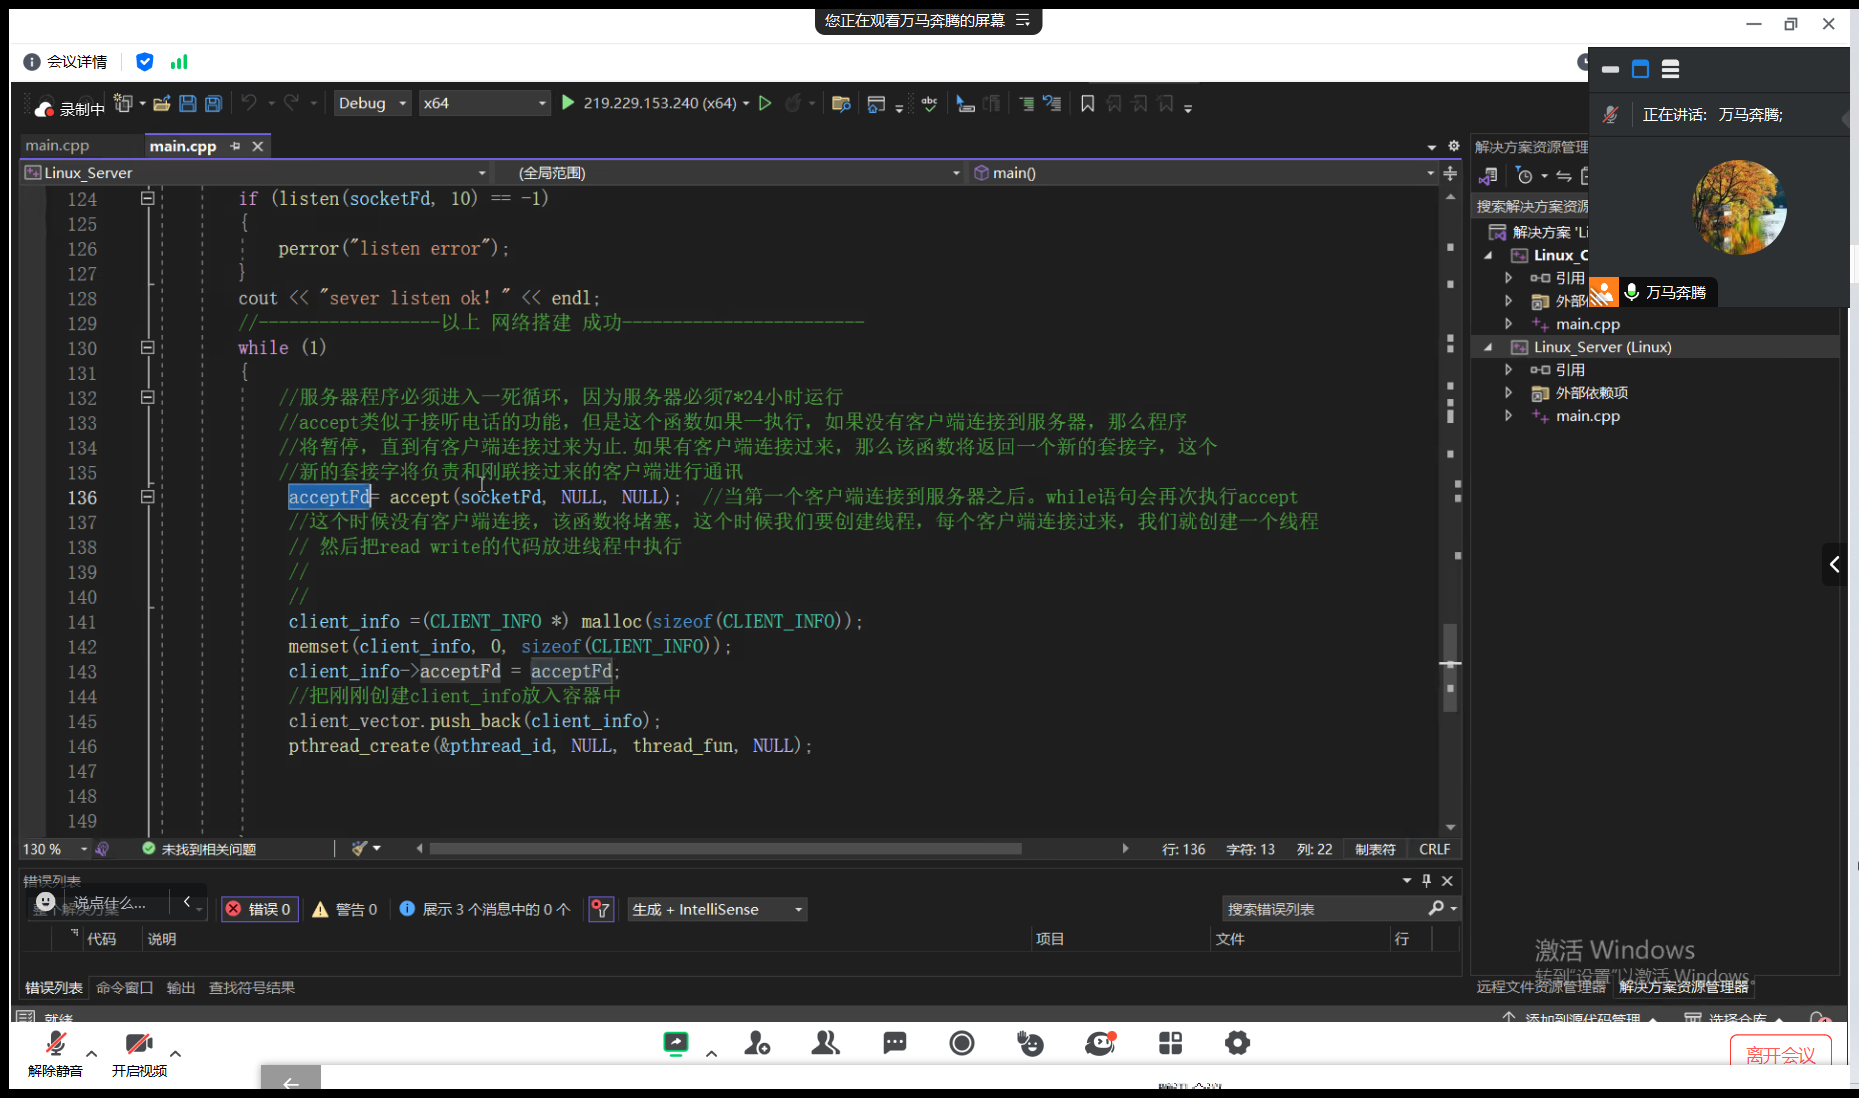 您正在观看万马奔腾的屏幕
会议详情
录制中
Debug
x64
219.229.153.240 (x64)
正在讲话: 万马奔腾;
万马奔腾
main.cpp
main.cpp
Linux_Server
(全局范围)
main()
124 if (listen(socketFd, 10) == -1)
125 {
126 perror("listen error");
127 }
128 cout << "sever listen ok! " << endl;
129 //------------------以上 网络搭建 成功------------------------
130 while (1)
131 {
132 //服务器程序必须进入一死循环，因为服务器必须7*24小时运行
133 //accept类似于接听电话的功能，但是这个函数如果一执行，如果没有客户端连接到服务器，那么程序
134 //将暂停，直到有客户端连接过来为止.如果有客户端连接过来，那么该函数将返回一个新的套接字，这个
135 //新的套接字将负责和刚联接过来的客户端进行通讯
136 acceptFd= accept(socketFd, NULL, NULL); //当第一个客户端连接到服务器之后。while语句会再次执行accept
137 //这个时候没有客户端连接，该函数将堵塞，这个时候我们要创建线程，每个客户端连接过来，我们就创建一个线程
138 // 然后把read write的代码放进线程中执行
139 //
140 //
141 client_info =(CLIENT_INFO *) malloc(sizeof(CLIENT_INFO));
142 memset(client_info, 0, sizeof(CLIENT_INFO));
143 client_info->acceptFd = acceptFd;
144 //把刚刚创建client_info放入容器中
145 client_vector.push_back(client_info);
146 pthread_create(&pthread_id, NULL, thread_fun, NULL);
147
148
149
解决方案资源管理
搜索解决方案资源
解决方案 'Li
Linux_C
引用
外部依
main.cpp
Linux_Server (Linux)
引用
外部依赖项
main.cpp
130 %
未找到相关问题
行: 136
字符: 13
列: 22
制表符
CRLF
错误列表
整个解决方案
说点什么...
错误 0
警告 0
展示 3 个消息中的 0 个
生成 + IntelliSense
搜索错误列表
代码
说明
项目
文件
行
激活 Windows
转到"设置"以激活 Windows。
错误列表
命令窗口
输出
查找符号结果
远程文件资源管理器
解决方案资源管理器
就绪
添加到源代码管理
选择仓库
解除静音
开启视频
离开会议